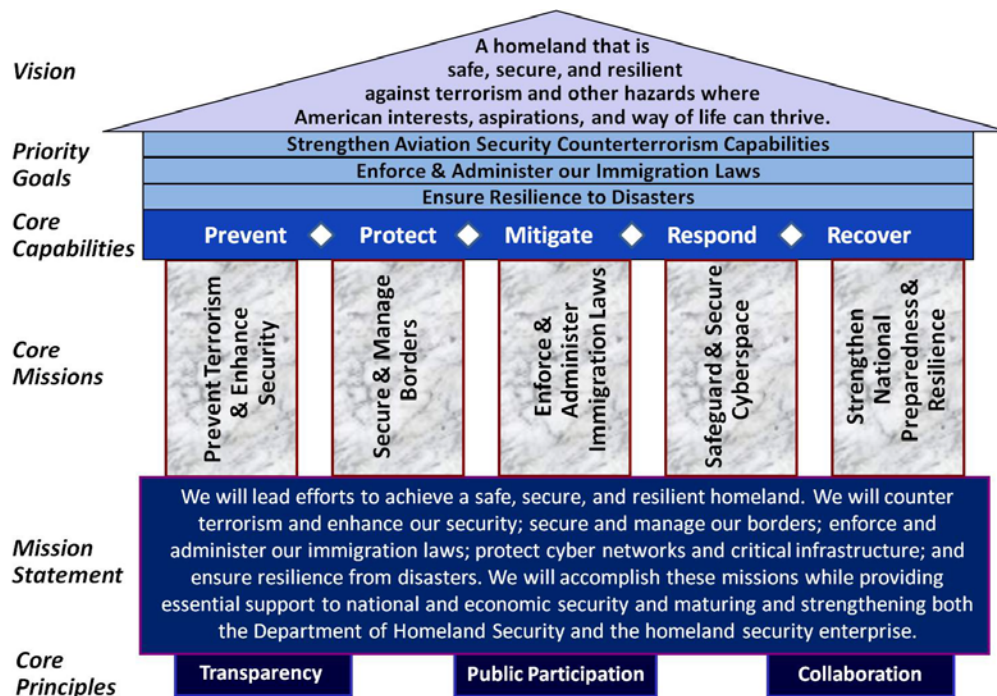 Vision
A homeland that is
safe, secure, and resilient
against terrorism and other hazards where
American interests, aspirations, and way of life can thrive.
Priority
Goals
Strengthen Aviation Security Counterterrorism Capabilities
Enforce & Administer our Immigration Laws
Ensure Resilience to Disasters
Core
Capabilities
Prevent
Protect
Mitigate
Respond
Recover
Core
Missions
Prevent Terrorism
& Enhance
Security
Secure & Manage
Borders
Enforce &
Administer
Immigration Laws
Safeguard & Secure
Cyberspace
Strengthen
National
Preparedness &
Resilience
Mission
Statement
We will lead efforts to achieve a safe, secure, and resilient homeland. We will counter
terrorism and enhance our security; secure and manage our borders; enforce and
administer our immigration laws; protect cyber networks and critical infrastructure; and
ensure resilience from disasters. We will accomplish these missions while providing
essential support to national and economic security and maturing and strengthening both
the Department of Homeland Security and the homeland security enterprise.
Core
Principles
Transparency
Public Participation
Collaboration